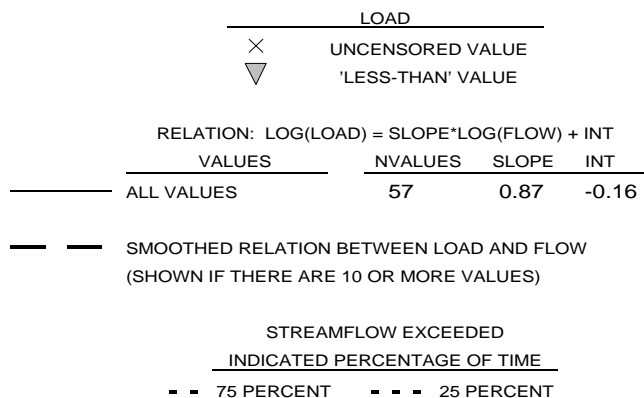 LOAD
UNCENSORED VALUE
'LESS-THAN' VALUE
RELATION: LOG(LOAD) = SLOPE*LOG(FLOW) + INT
VALUES NVALUES SLOPE INT
ALL VALUES 57 0.87 -0.16
SMOOTHED RELATION BETWEEN LOAD AND FLOW
(SHOWN IF THERE ARE 10 OR MORE VALUES)
STREAMFLOW EXCEEDED
INDICATED PERCENTAGE OF TIME
75 PERCENT 25 PERCENT